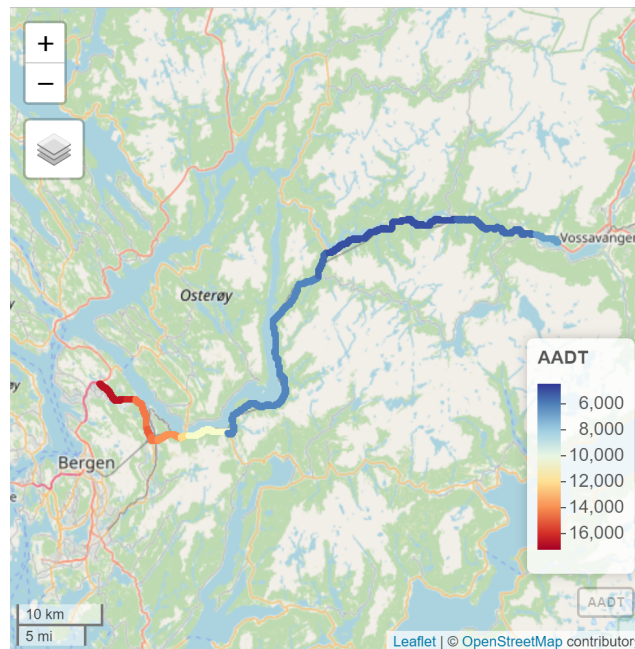 +
−
Vossavangen
Osterøy
øy
AADT
6,000
8,000
10,000
12,000
14,000
16,000
Bergen
e
AADT
10 km
5 mi
Leaflet | © OpenStreetMap contributors